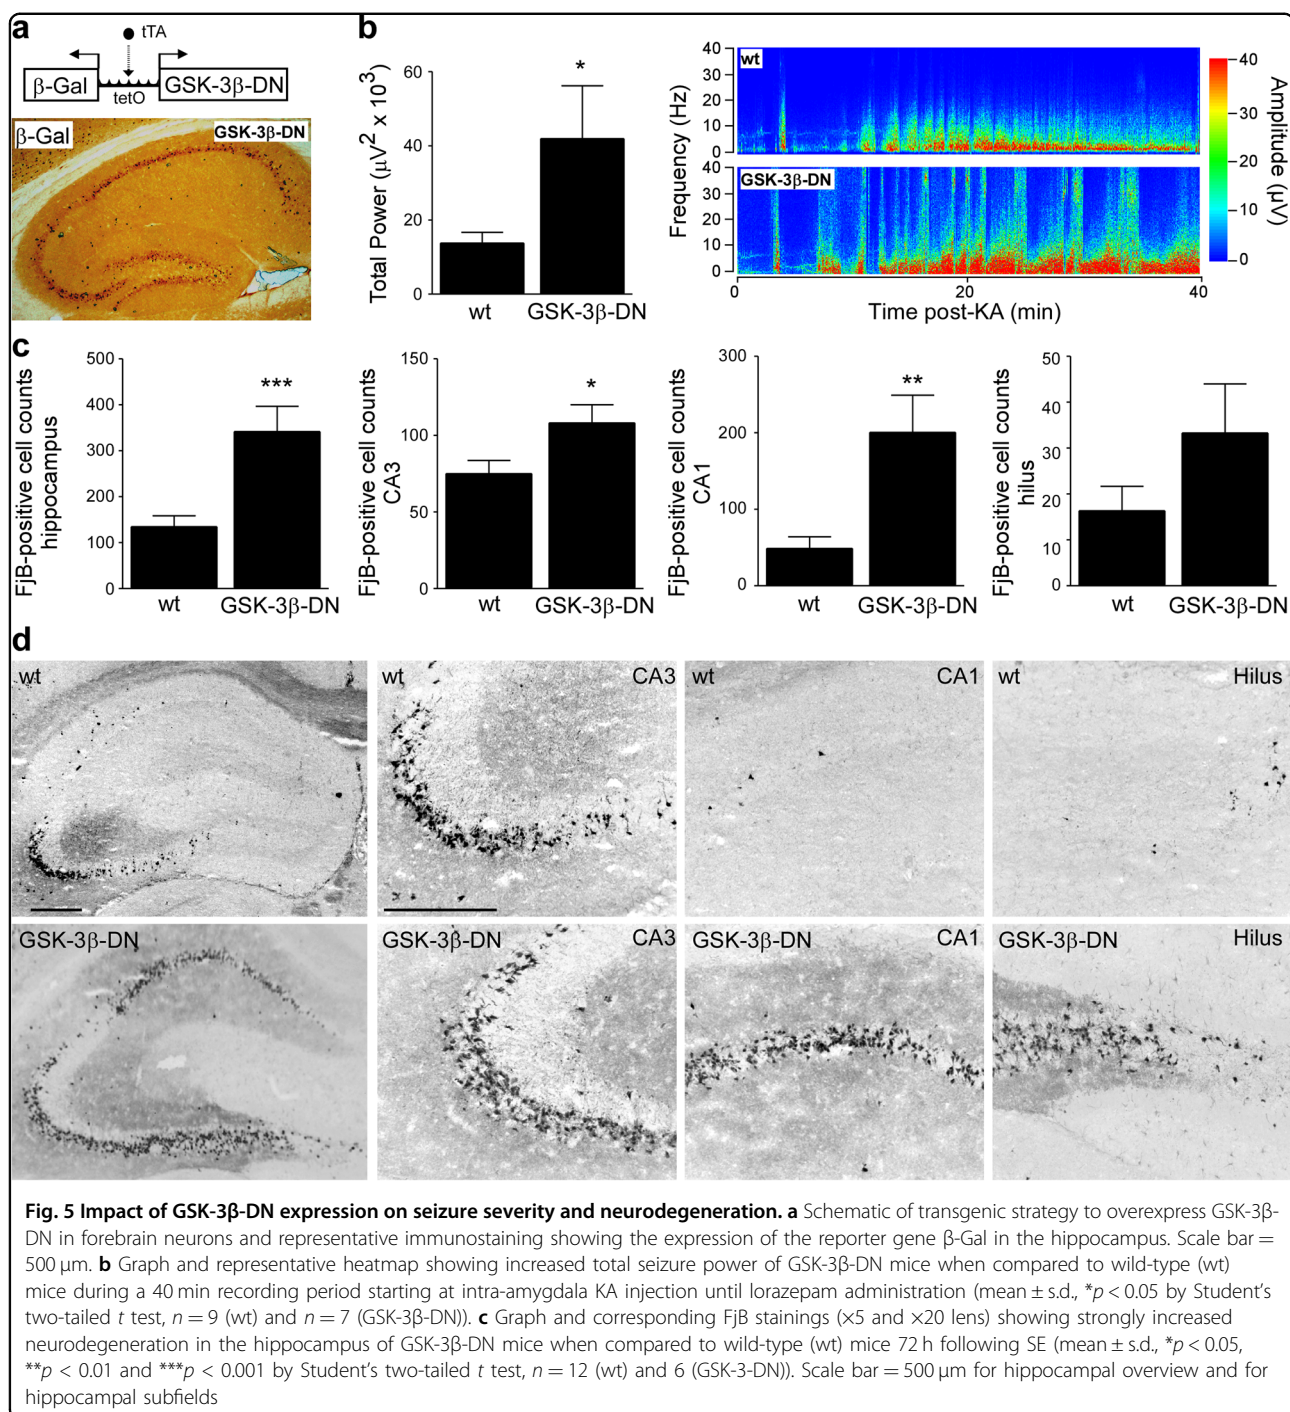 a
tTA
β-Gal
tetO
GSK-3β-DN
β-Gal
GSK-3β-DN
b
Total Power (µV² x 10³)
60
40
20
0
*
wt
GSK-3β-DN
Frequency (Hz)
40
30
20
10
0
wt
40
30
20
10
0
GSK-3β-DN
0
20
40
Time post-KA (min)
40
30
20
10
0
Amplitude (µV)
c
FjB-positive cell counts
hippocampus
500
400
300
200
100
0
***
wt
GSK-3β-DN
FjB-positive cell counts
CA3
150
100
50
0
*
wt
GSK-3β-DN
FjB-positive cell counts
CA1
300
200
100
0
**
wt
GSK-3β-DN
FjB-positive cell counts
hilus
50
40
30
20
10
0
wt
GSK-3β-DN
d
wt
wt CA3
wt CA1
wt Hilus
GSK-3β-DN
GSK-3β-DN CA3
GSK-3β-DN CA1
GSK-3β-DN Hilus
Fig. 5 Impact of GSK-3β-DN expression on seizure severity and neurodegeneration. a Schematic of transgenic strategy to overexpress GSK-3β-
DN in forebrain neurons and representative immunostaining showing the expression of the reporter gene β-Gal in the hippocampus. Scale bar =
500 µm. b Graph and representative heatmap showing increased total seizure power of GSK-3β-DN mice when compared to wild-type (wt)
mice during a 40 min recording period starting at intra-amygdala KA injection until lorazepam administration (mean ± s.d., *p < 0.05 by Student's
two-tailed t test, n = 9 (wt) and n = 7 (GSK-3β-DN)). c Graph and corresponding FjB stainings (×5 and ×20 lens) showing strongly increased
neurodegeneration in the hippocampus of GSK-3β-DN mice when compared to wild-type (wt) mice 72 h following SE (mean ± s.d., *p < 0.05,
**p < 0.01 and ***p < 0.001 by Student's two-tailed t test, n = 12 (wt) and 6 (GSK-3-DN)). Scale bar = 500 µm for hippocampal overview and for
hippocampal subfields